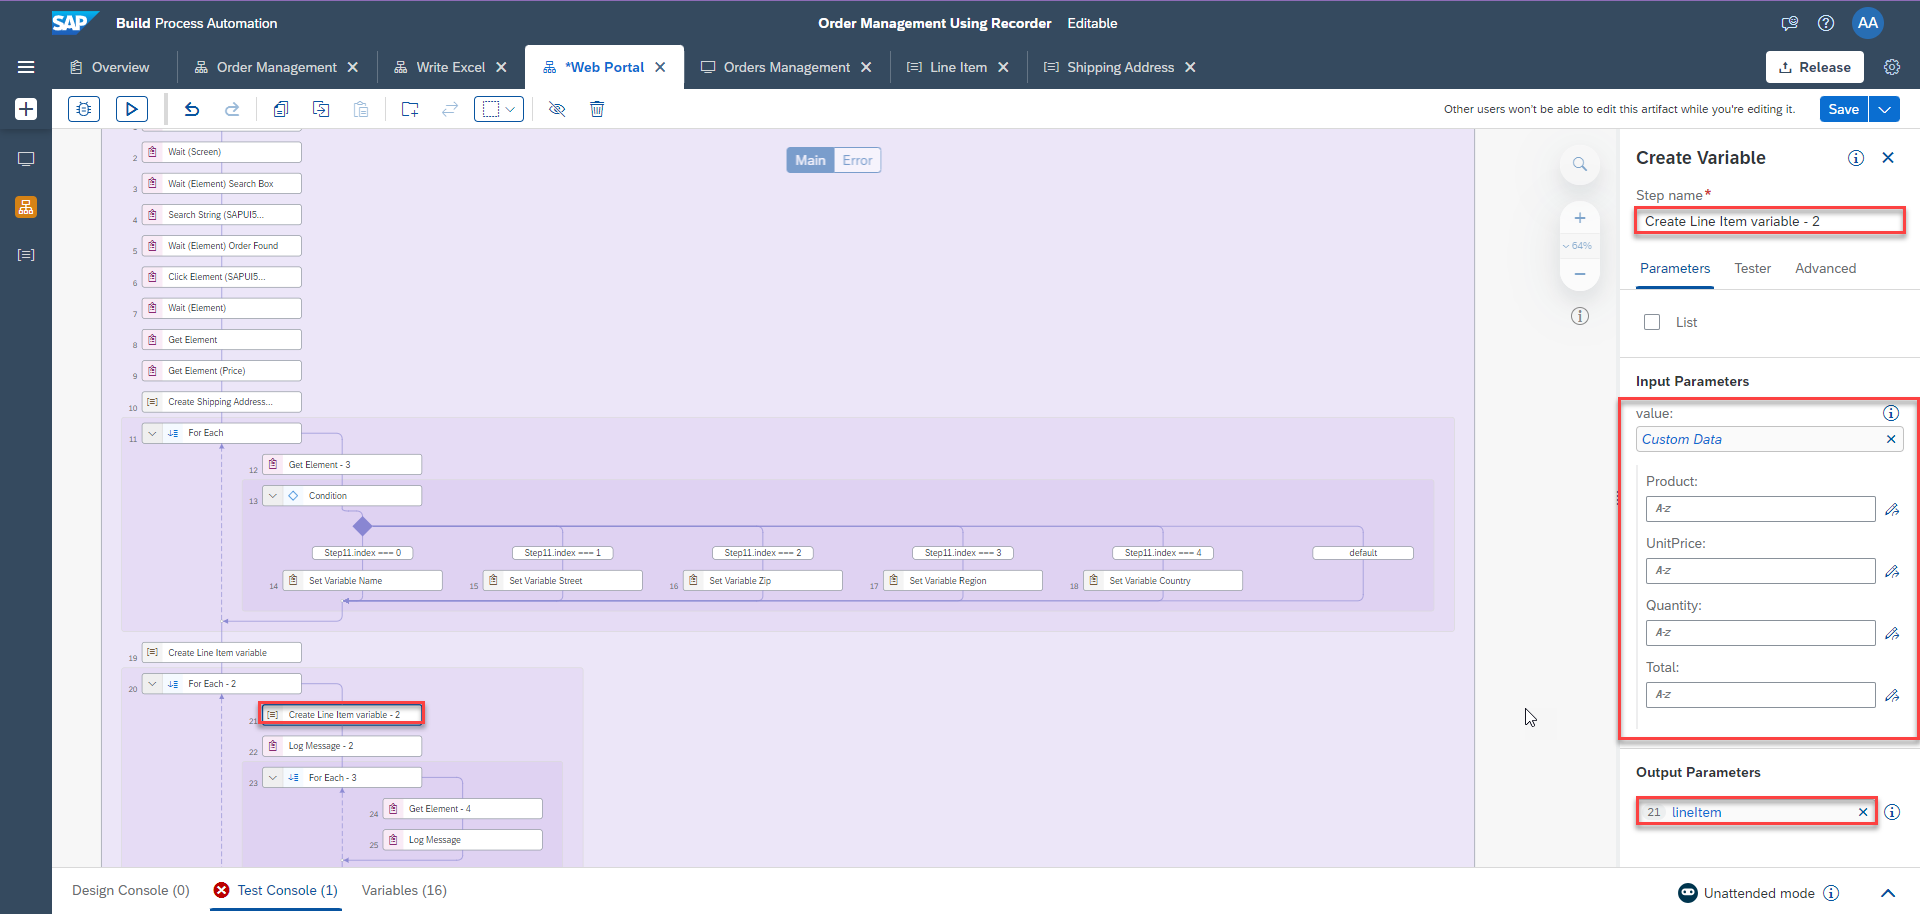 SAP Build Process Automation
Order Management Using Recorder Editable
AA
Overview
Order Management
Write Excel
*Web Portal
Orders Management
Line Item
Shipping Address
Release
Other users won't be able to edit this artifact while you're editing it.
Save
Main Error
2 Wait (Screen)
3 Wait (Element) Search Box
4 Search String (SAPUI5...
5 Wait (Element) Order Found
6 Click Element (SAPUI5...
7 Wait (Element)
8 Get Element
9 Get Element (Price)
10 Create Shipping Address...
11 For Each
12 Get Element - 3
13 Condition
Step11.index === 0
Step11.index === 1
Step11.index === 2
Step11.index === 3
Step11.index === 4
default
14 Set Variable Name
15 Set Variable Street
16 Set Variable Zip
17 Set Variable Region
18 Set Variable Country
19 Create Line Item variable
20 For Each - 2
21 Create Line Item variable - 2
22 Log Message - 2
23 For Each - 3
24 Get Element - 4
25 Log Message
64%
Create Variable
Step name*
Create Line Item variable - 2
Parameters Tester Advanced
List
Input Parameters
value:
Custom Data
Product:
A-z
UnitPrice:
A-z
Quantity:
A-z
Total:
A-z
Output Parameters
21 lineItem
Design Console (0)
Test Console (1)
Variables (16)
Unattended mode